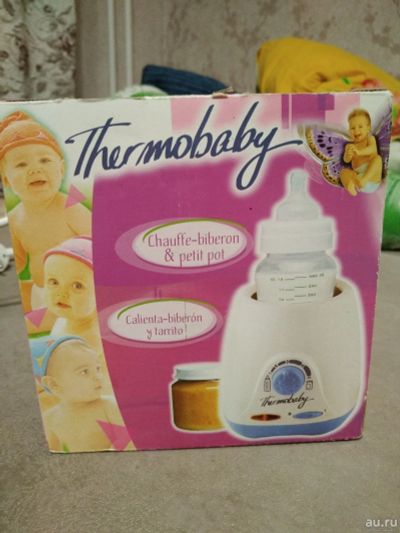 Thermobaby
Chauffe-biberon
& petit pot
Calienta-biberón
y tarrito
Thermobaby
au.ru